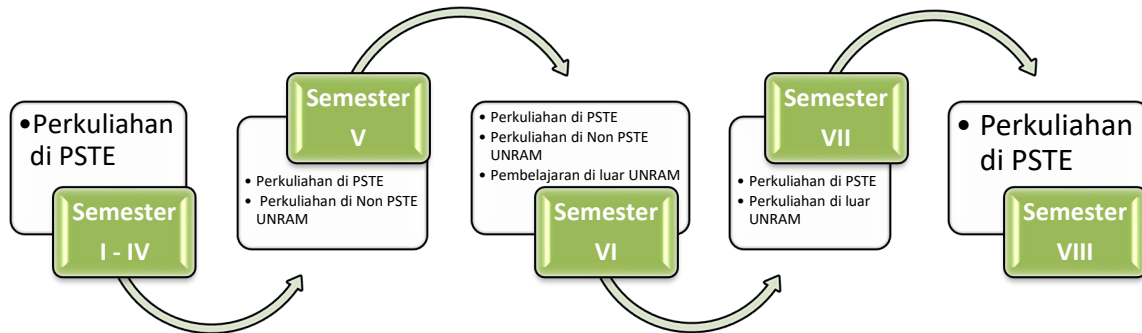 •Perkuliahan
di PSTE
Semester
I - IV
Semester
V
• Perkuliahan di PSTE
• Perkuliahan di Non PSTE
UNRAM
• Perkuliahan di PSTE
• Perkuliahan di Non PSTE
UNRAM
• Pembelajaran di luar UNRAM
Semester
VI
Semester
VII
• Perkuliahan di PSTE
• Perkuliahan di luar
UNRAM
• Perkuliahan
di PSTE
Semester
VIII